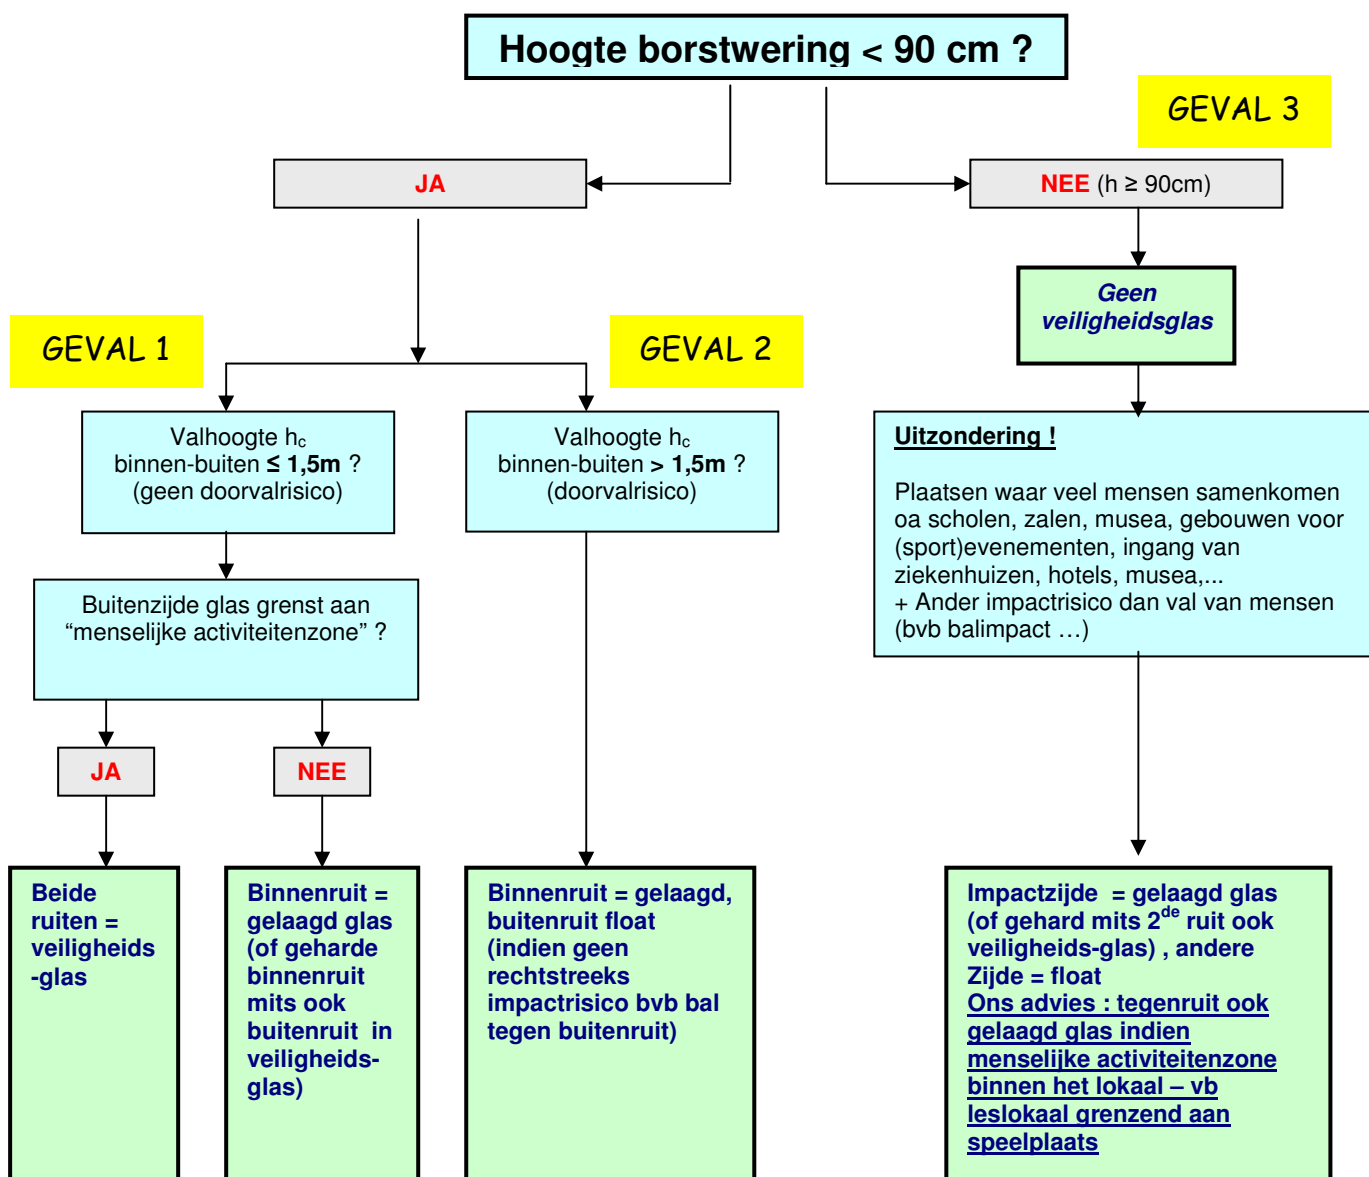 Hoogte borstwering < 90 cm ?
GEVAL 3
JA
NEE (h ≥ 90cm)
Geen
veiligheidsglas
GEVAL 1
GEVAL 2
Valhoogte hc
binnen-buiten ≤ 1,5m ?
(geen doorvalrisico)
Valhoogte hc
binnen-buiten > 1,5m ?
(doorvalrisico)
Uitzondering !
Plaatsen waar veel mensen samenkomen
oa scholen, zalen, musea, gebouwen voor
(sport)evenementen, ingang van
ziekenhuizen, hotels, musea,...
+ Ander impactrisico dan val van mensen
(bvb balimpact …)
Buitenzijde glas grenst aan
“menselijke activiteitenzone” ?
JA
NEE
Beide
ruiten =
veiligheids
-glas
Binnenruit =
gelaagd glas
(of geharde
binnenruit
mits ook
buitenruit in
veiligheids-
glas)
Binnenruit = gelaagd,
buitenruit float
(indien geen
rechtstreeks
impactrisico bvb bal
tegen buitenruit)
Impactzijde = gelaagd glas
(of gehard mits 2de ruit ook
veiligheids-glas) , andere
Zijde = float
Ons advies : tegenruit ook
gelaagd glas indien
menselijke activiteitenzone
binnen het lokaal – vb
leslokaal grenzend aan
speelplaats